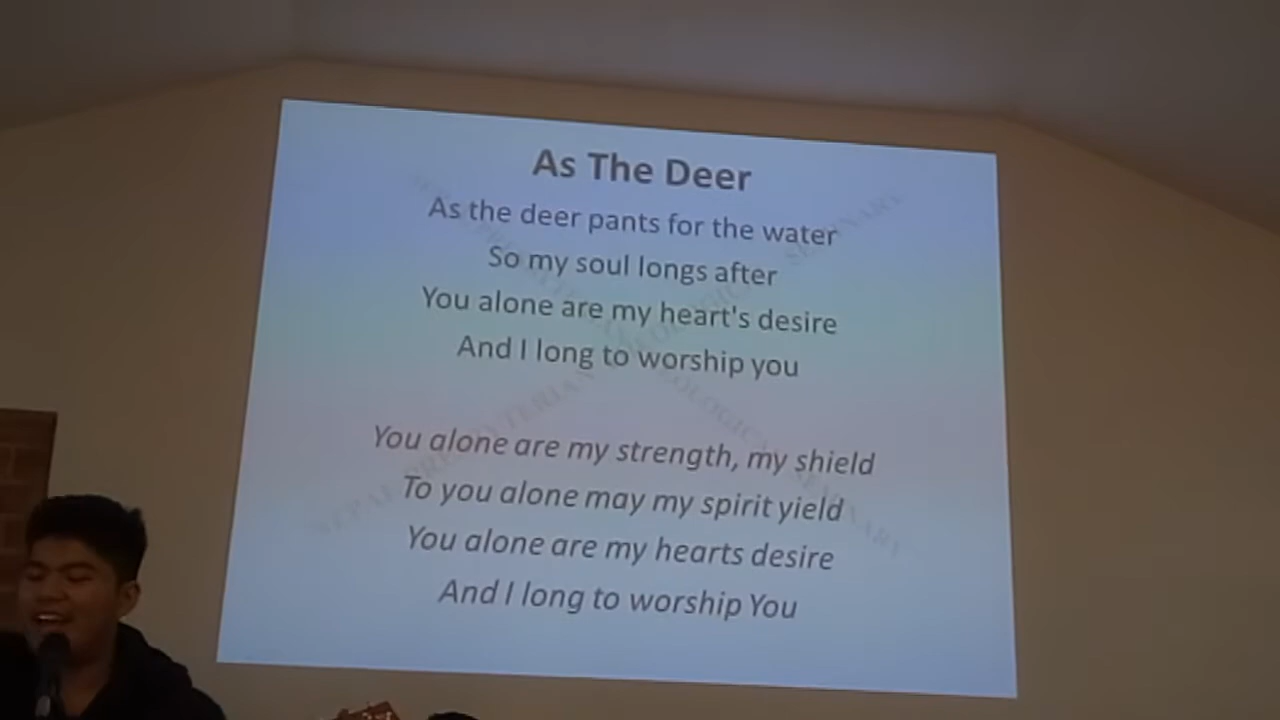 As The Deer
As the deer pants for the water
So my soul longs after
You alone are my heart's desire
And I long to worship you
You alone are my strength, my shield
To you alone may my spirit yield
You alone are my hearts desire
And I long to worship You